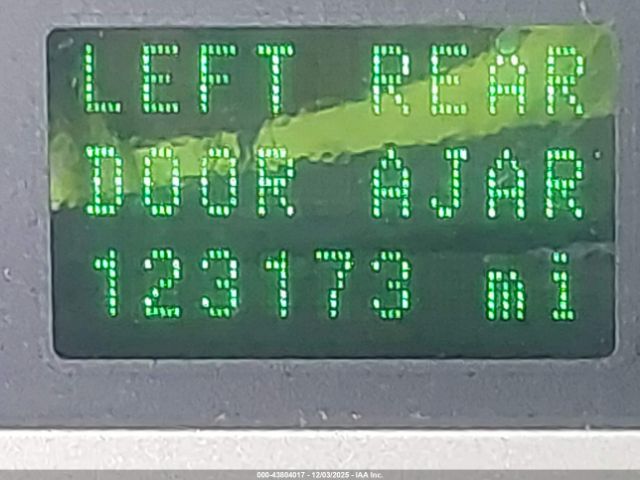 LEFT REAR
DOOR AJAR
123173 mi
000-43804017 - 12/03/2025 - IAA Inc.